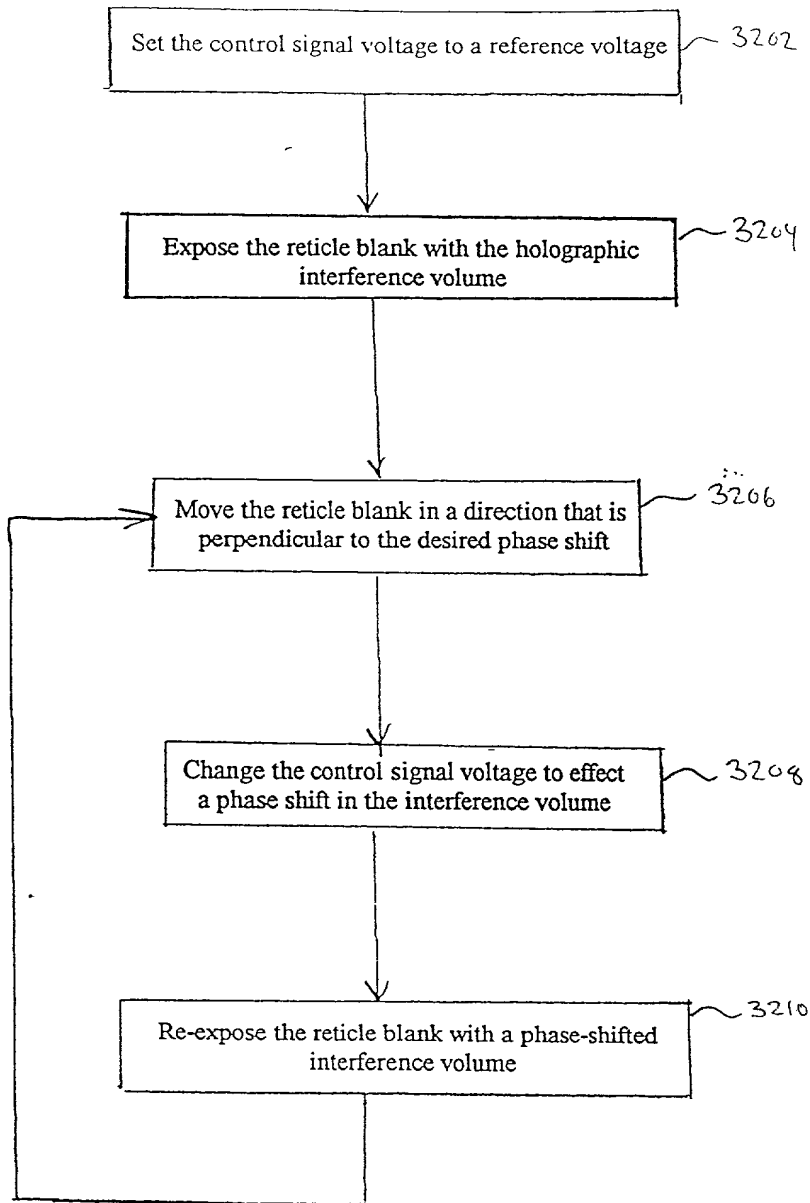 Set the control signal voltage to a reference voltage
3202
Expose the reticle blank with the holographic
interference volume
3204
Move the reticle blank in a direction that is
perpendicular to the desired phase shift
3206
Change the control signal voltage to effect
a phase shift in the interference volume
3208
Re-expose the reticle blank with a phase-shifted
interference volume
3210